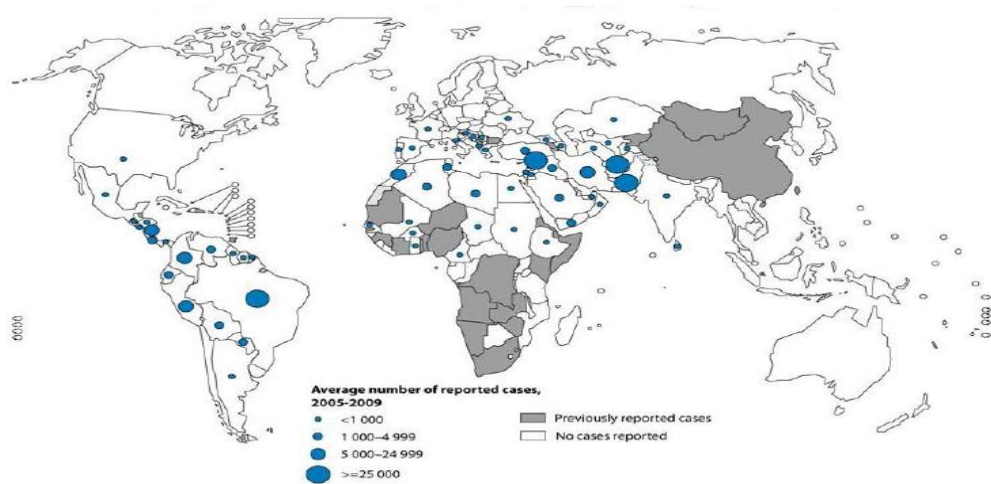 Average number of reported cases,
2005-2009
<1 000
1 000–4 999
5 000–24 999
>=25 000
Previously reported cases
No cases reported